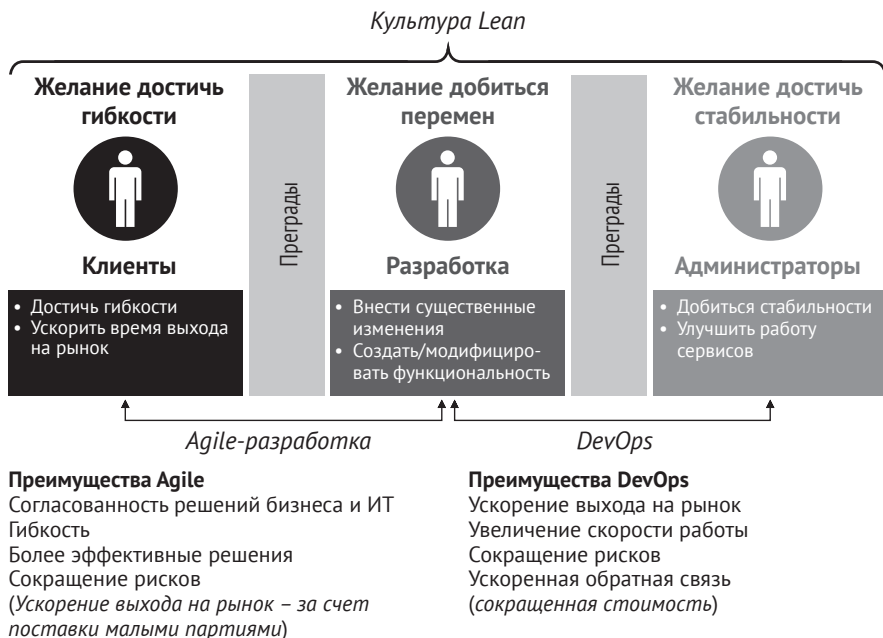 Культура Lean
Желание достичь
гибкости
Клиенты
• Достичь гибкости
• Ускорить время выхода
на рынок
Преграды
Желание добиться
перемен
Разработка
• Внести существенные
изменения
• Создать/модифициро-
вать функциональность
Преграды
Желание достичь
стабильности
Администраторы
• Добиться стабильности
• Улучшить работу
сервисов
Agile-разработка
DevOps
Преимущества Agile
Согласованность решений бизнеса и ИТ
Гибкость
Более эффективные решения
Сокращение рисков
(Ускорение выхода на рынок – за счет
поставки малыми партиями)
Преимущества DevOps
Ускорение выхода на рынок
Увеличение скорости работы
Сокращение рисков
Ускоренная обратная связь
(сокращенная стоимость)